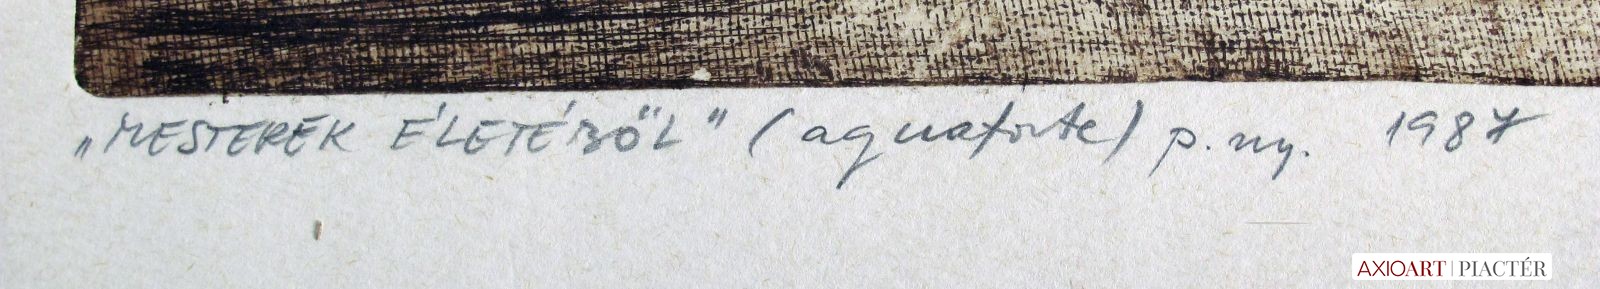 „MESTEREK ÉLETÉBŐL" (aquaforte) p. ny. 1987
AXIOART | PIACTÉR